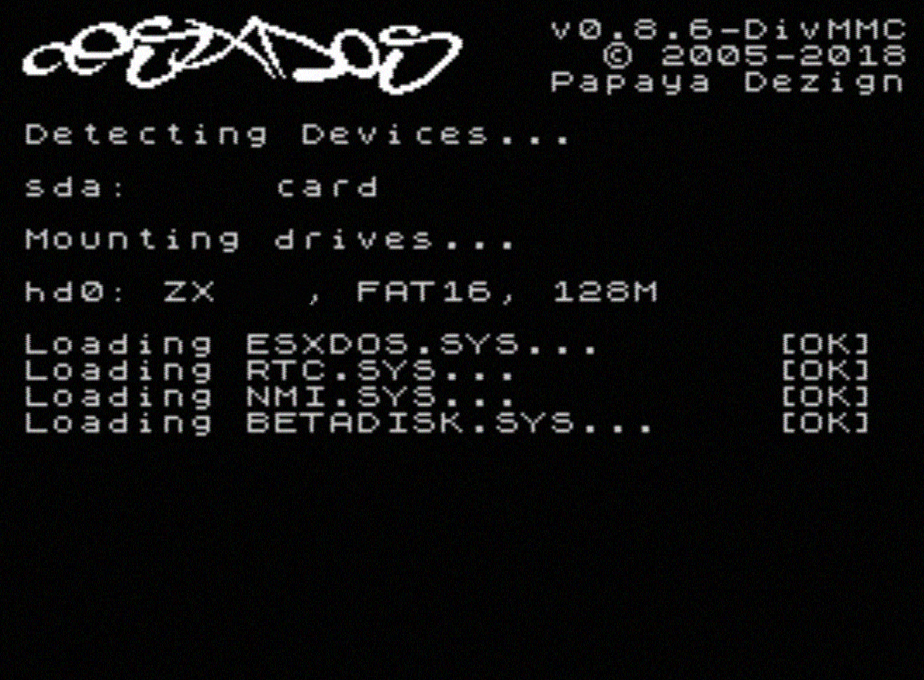 esxDOS
v0.8.6-DivMMC
© 2005-2018
Papaya Dezign
Detecting Devices...
sda: card
Mounting drives...
hd0: ZX , FAT16, 128M
Loading ESXDOS.SYS... [OK]
Loading RTC.SYS... [OK]
Loading NMI.SYS... [OK]
Loading BETADISK.SYS... [OK]